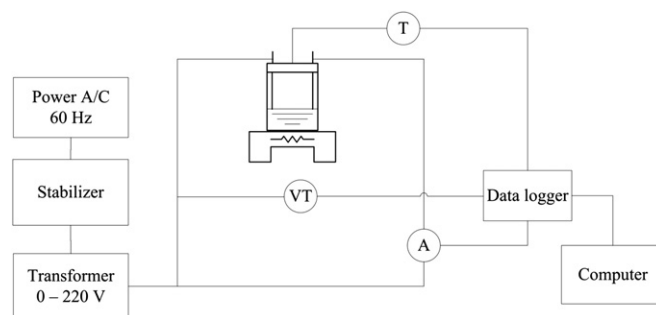 T
Power A/C
60 Hz
Stabilizer
VT
Data logger
A
Transformer
0 – 220 V
Computer